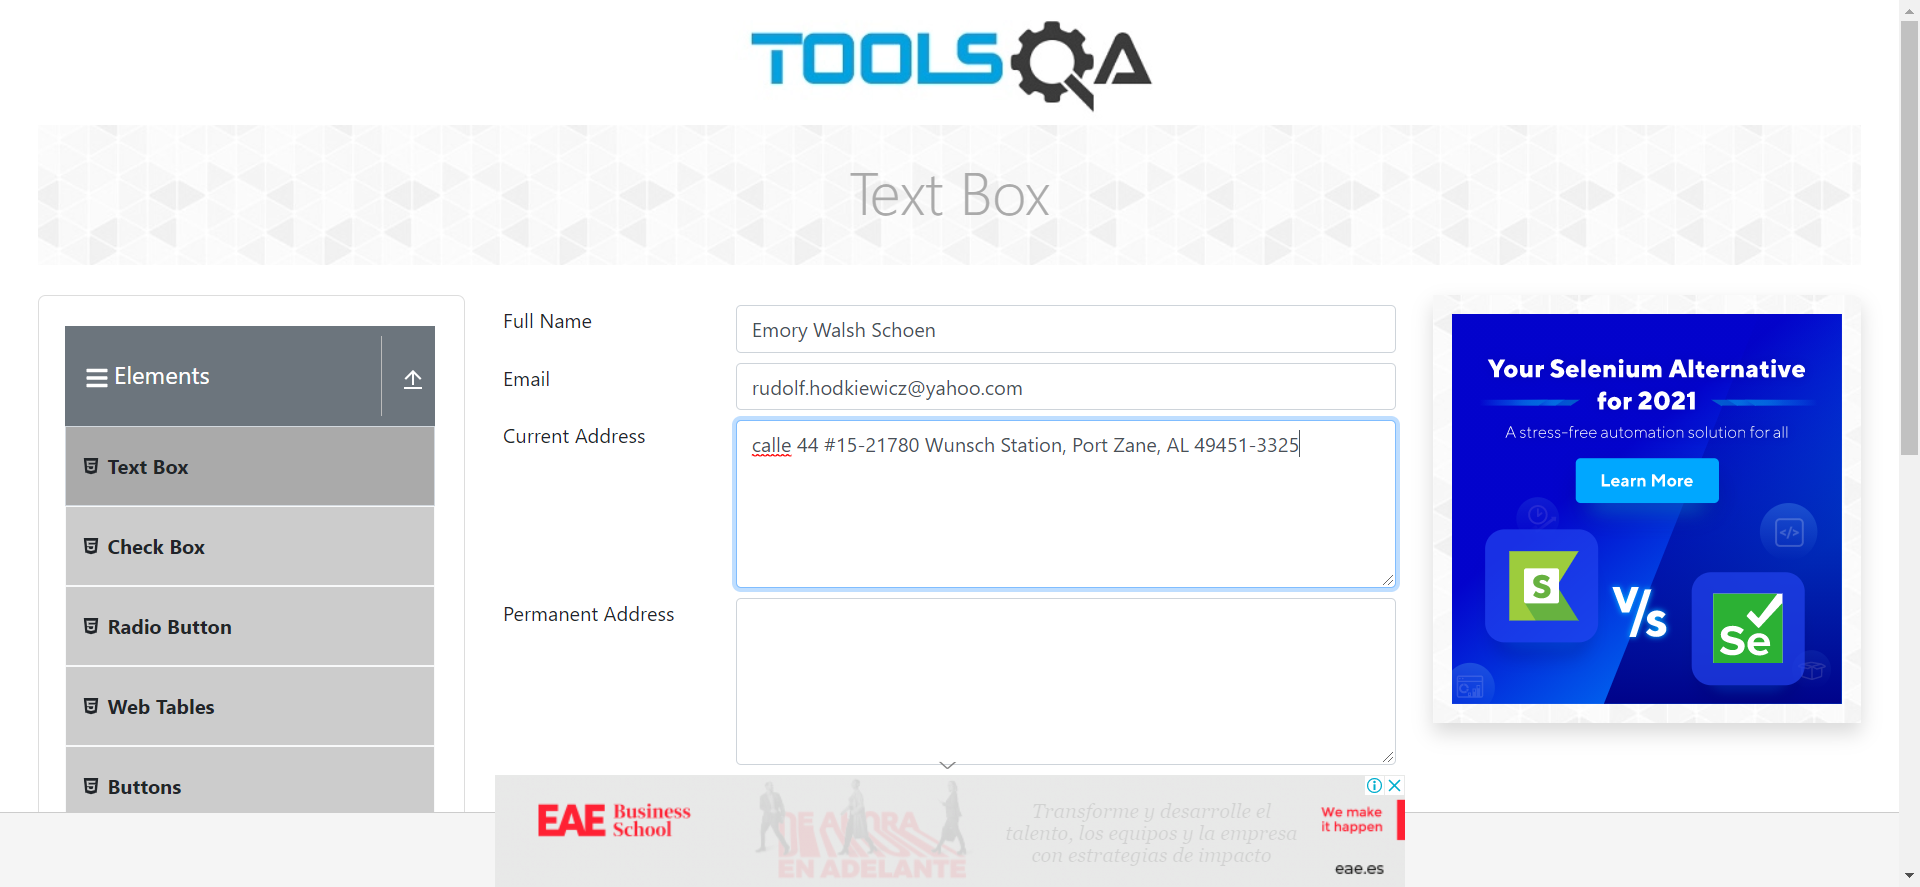 TOOLSQA
Text Box
Elements
Text Box
Check Box
Radio Button
Web Tables
Buttons
Full Name
Emory Walsh Schoen
Email
rudolf.hodkiewicz@yahoo.com
Current Address
calle 44 #15-21780 Wunsch Station, Port Zane, AL 49451-3325
Permanent Address
Your Selenium Alternative
for 2021
A stress-free automation solution for all
Learn More
S
V/s
Se
EAE Business
School
DE AHORA
EN ADELANTE
Transforme y desarrolle el
talento, los equipos y la empresa
con estrategias de impacto
We make
it happen
eae.es